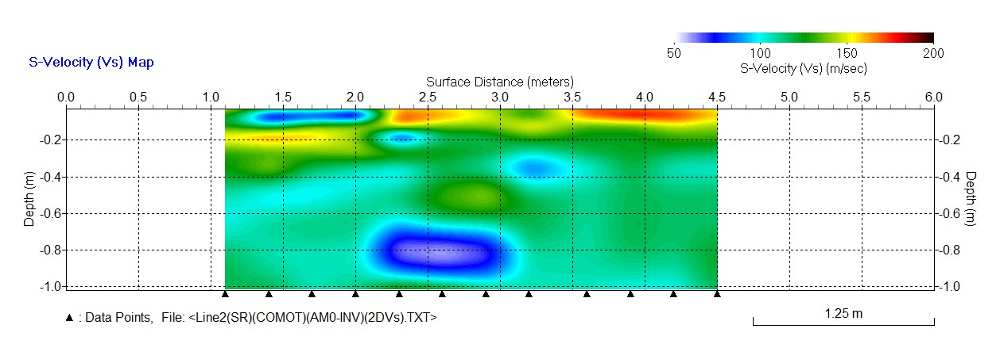 50 100 150 200
S-Velocity (Vs) (m/sec)
S-Velocity (Vs) Map
Surface Distance (meters)
0.0 0.5 1.0 1.5 2.0 2.5 3.0 3.5 4.0 4.5 5.0 5.5 6.0
-0.2 -0.2
-0.4 -0.4
Depth (m) Depth (m)
-0.6 -0.6
-0.8 -0.8
-1.0 -1.0
: Data Points, File: <Line2(SR)(COMOT)(AM0-INV)(2DVs).TXT>
1.25 m